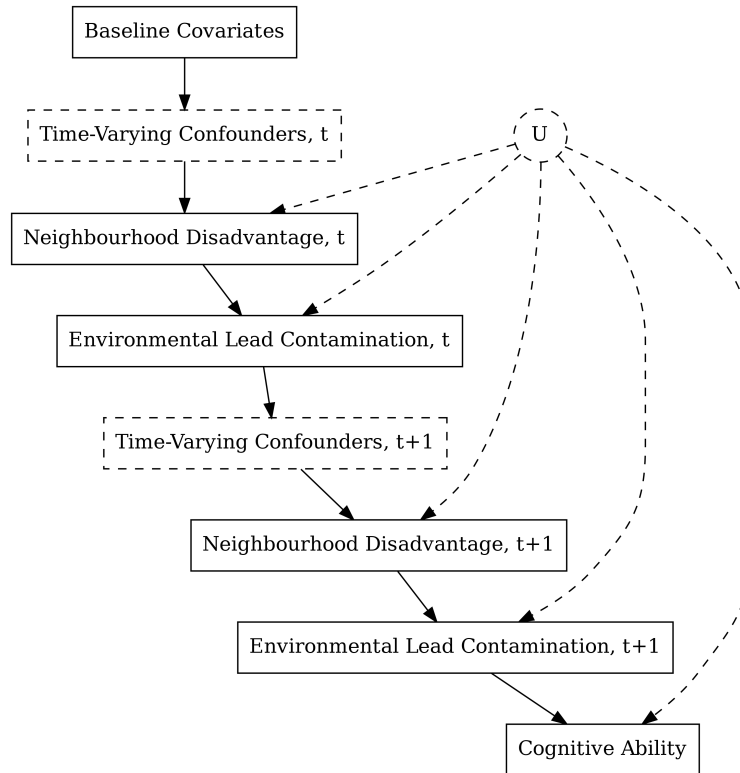 Baseline Covariates
Time-Varying Confounders, t
U
Neighbourhood Disadvantage, t
Environmental Lead Contamination, t
Time-Varying Confounders, t+1
Neighbourhood Disadvantage, t+1
Environmental Lead Contamination, t+1
Cognitive Ability